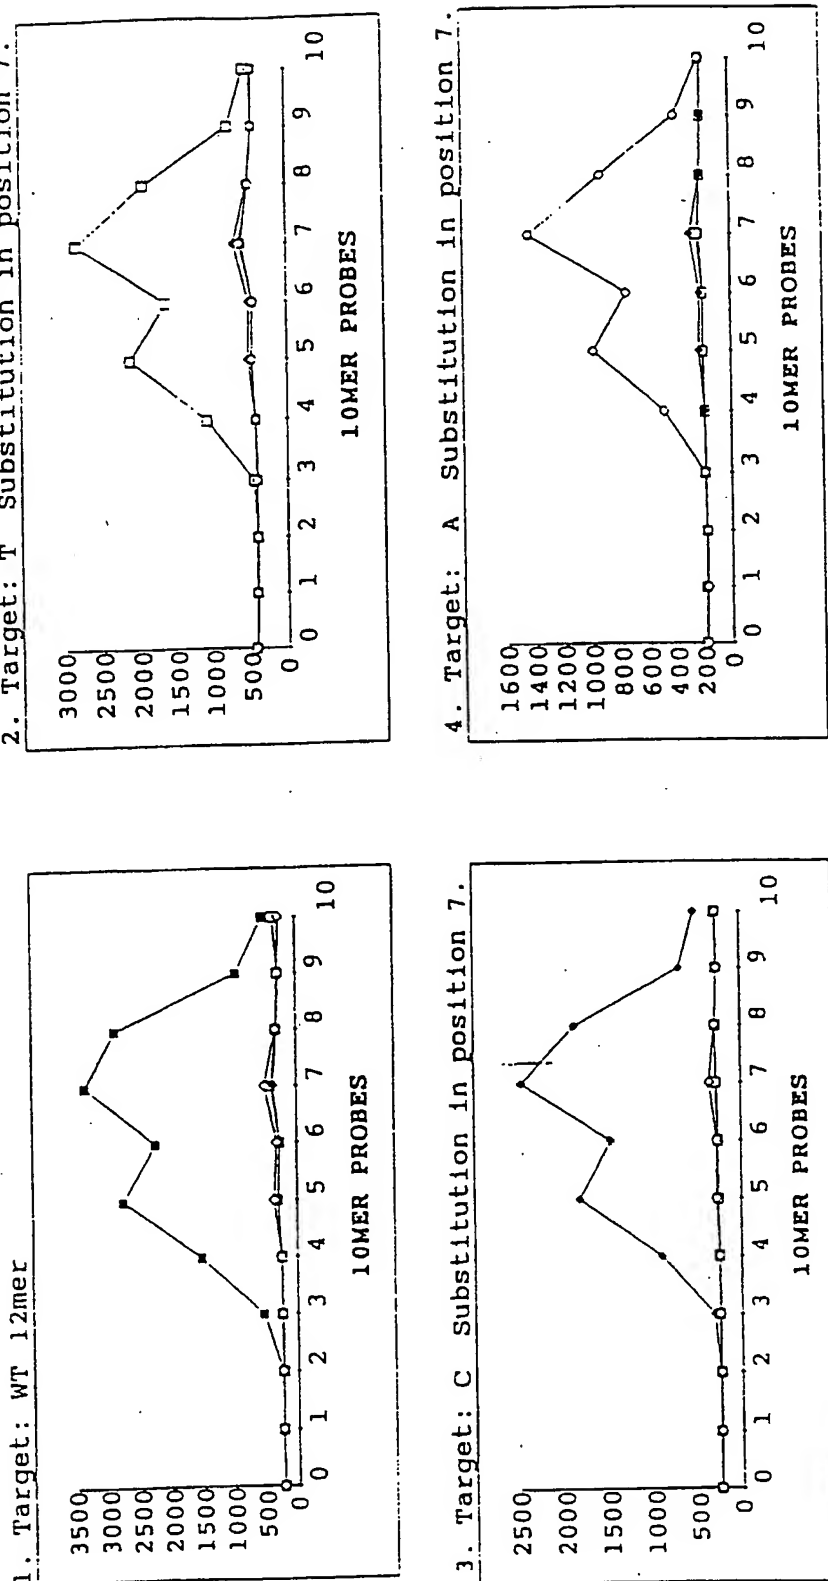 1. Target: WT 12mer
3500
3000
2500
2000
1500
1000
500
0
0 1 2 3 4 5 6 7 8 9 10
10MER PROBES
2. Target: T Substitution in position 7.
3000
2500
2000
1500
1000
500
0
0 1 2 3 4 5 6 7 8 9 10
10MER PROBES
3. Target: C Substitution in position 7.
2500
2000
1500
1000
500
0
0 1 2 3 4 5 6 7 8 9 10
10MER PROBES
4. Target: A Substitution in position 7.
1600
1400
1200
1000
800
600
400
200
0
0 1 2 3 4 5 6 7 8 9 10
10MER PROBES